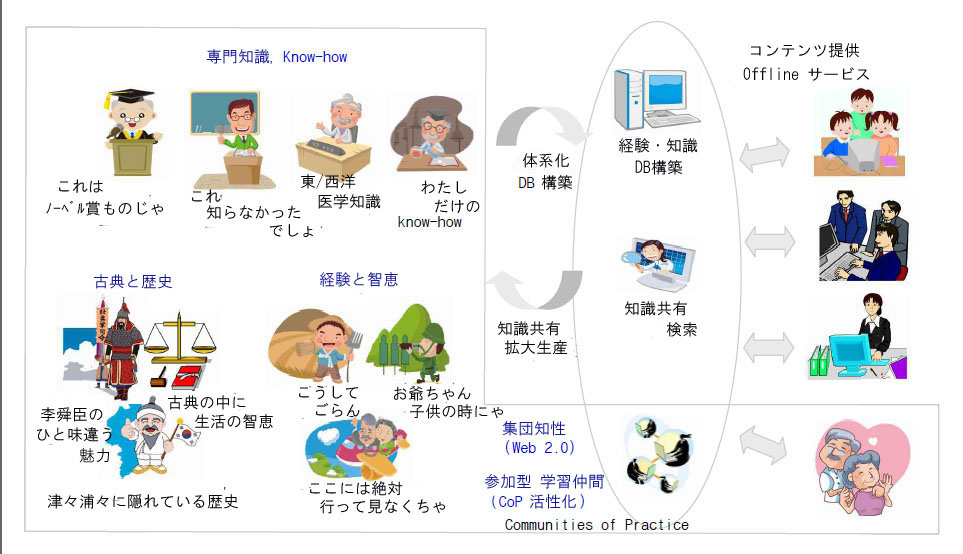 専門知識, Know-how
これは
ﾉｰﾍﾞﾙ賞ものじゃ
これ
知らなかった
でしょ
東/西洋
医学知識
わたし
だけの
know-how
古典と歴史
李舜臣の
ひと味違う
魅力
古典の中に
生活の智恵
津々浦々に隠れている歴史
経験と智恵
こうして
ごらん
お爺ちゃん
子供の時にゃ
ここには絶対
行って見なくちゃ
体系化
DB 構築
知識共有
拡大生産
経験・知識
DB構築
知識共有
検索
集団知性
(Web 2.0)
参加型 学習仲間
(CoP 活性化)
Communities of Practice
コンテンツ提供
Offline サービス